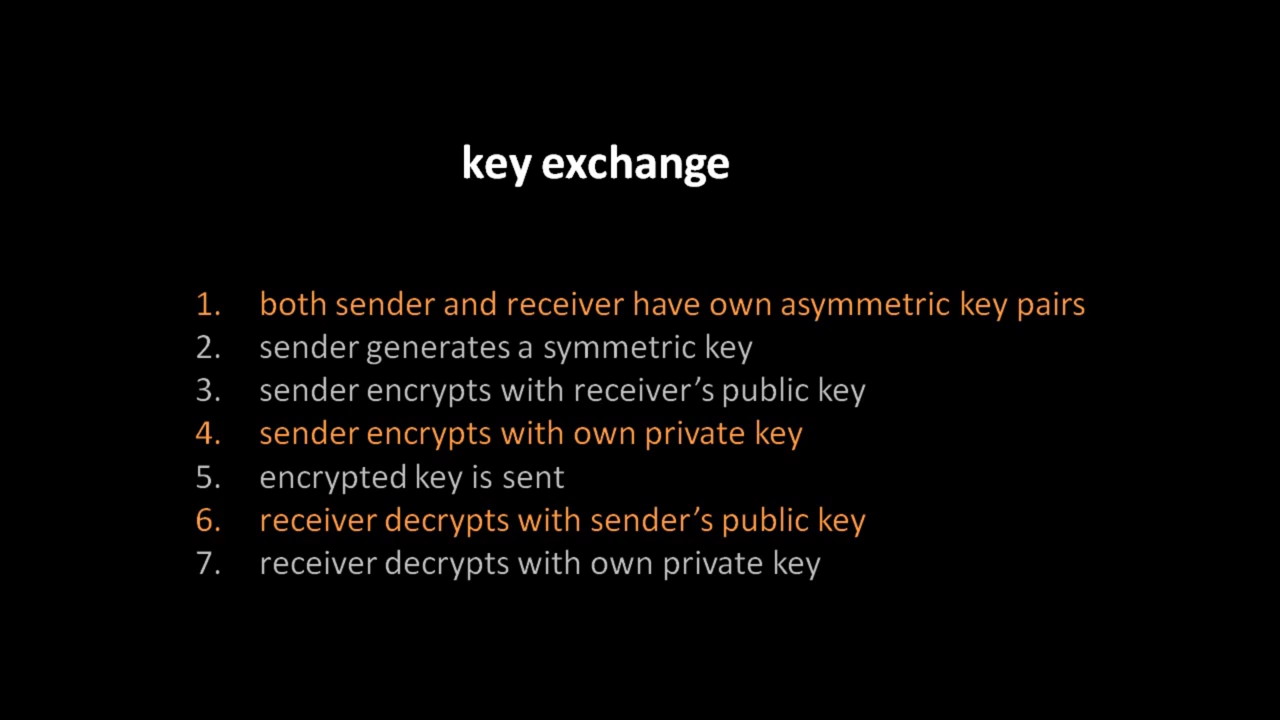 key exchange
1. both sender and receiver have own asymmetric key pairs
2. sender generates a symmetric key
3. sender encrypts with receiver’s public key
4. sender encrypts with own private key
5. encrypted key is sent
6. receiver decrypts with sender’s public key
7. receiver decrypts with own private key